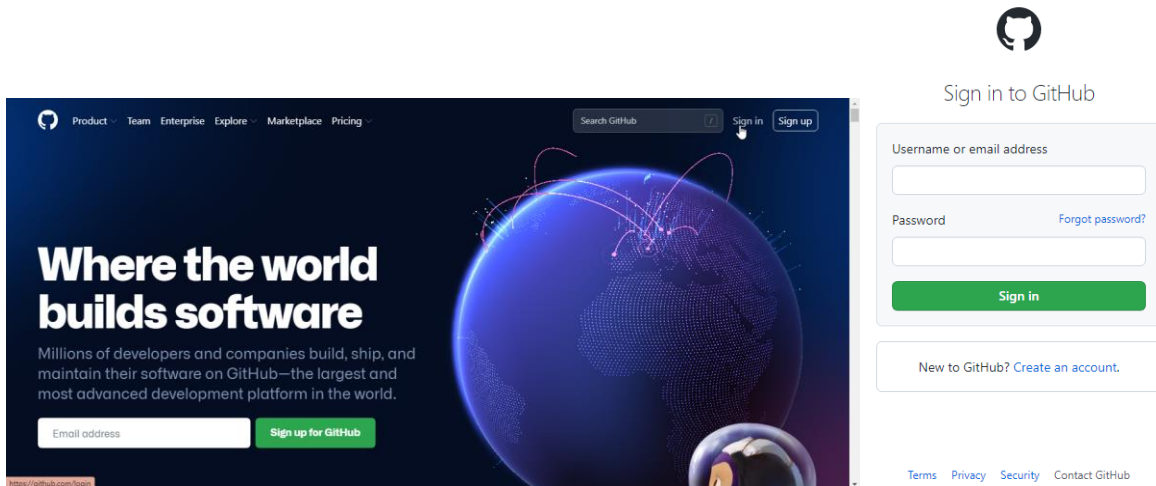 Product Team Enterprise Explore Marketplace Pricing Search GitHub / Sign in Sign up
Where the world
builds software
Millions of developers and companies build, ship, and
maintain their software on GitHub—the largest and
most advanced development platform in the world.
Email address Sign up for GitHub
https://github.com/login
Sign in to GitHub
Username or email address
Password Forgot password?
Sign in
New to GitHub? Create an account.
Terms Privacy Security Contact GitHub